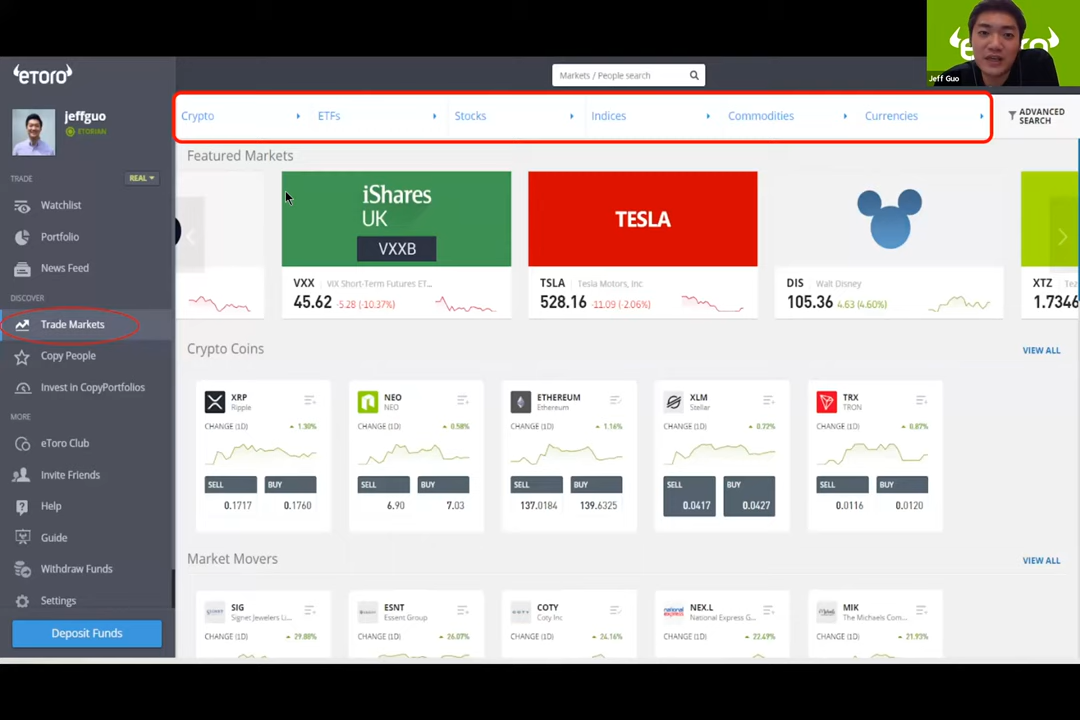 eTORO
Markets / People search
Jeff Guo
jeffguo
ETORIAN
Crypto
ETFs
Stocks
Indices
Commodities
Currencies
ADVANCED
SEARCH
Featured Markets
TRADE
REAL
Watchlist
Portfolio
News Feed
DISCOVER
Trade Markets
Copy People
Invest in CopyPortfolios
MORE
eToro Club
Invite Friends
Help
Guide
Withdraw Funds
Settings
Deposit Funds
iShares
UK
VXXB
VXX VIX Short-Term Futures ET...
45.62 -5.28 (-10.37%)
TESLA
TSLA Tesla Motors, Inc
528.16 -11.09 (-2.06%)
DIS Walt Disney
105.36 4.63 (4.60%)
XTZ Tez
1.7346
Crypto Coins
VIEW ALL
XRP
Ripple
CHANGE (1D) 1.30%
SELL BUY
0.1717 0.1760
NEO
NEO
CHANGE (1D) 0.58%
SELL BUY
6.90 7.03
ETHEREUM
Ethereum
CHANGE (1D) 1.16%
SELL BUY
137.0184 139.6325
XLM
Stellar
CHANGE (1D) 0.72%
SELL BUY
0.0417 0.0427
TRX
TRON
CHANGE (1D) 0.87%
SELL BUY
0.0116 0.0120
Market Movers
VIEW ALL
SIG
Signet Jewelers Li...
CHANGE (1D) 29.88%
ESNT
Essent Group
CHANGE (1D) 26.07%
COTY
Coty Inc
CHANGE (1D) 24.16%
NEX.L
National Express G...
CHANGE (1D) 22.49%
MIK
The Michaels Com...
CHANGE (1D) 21.93%